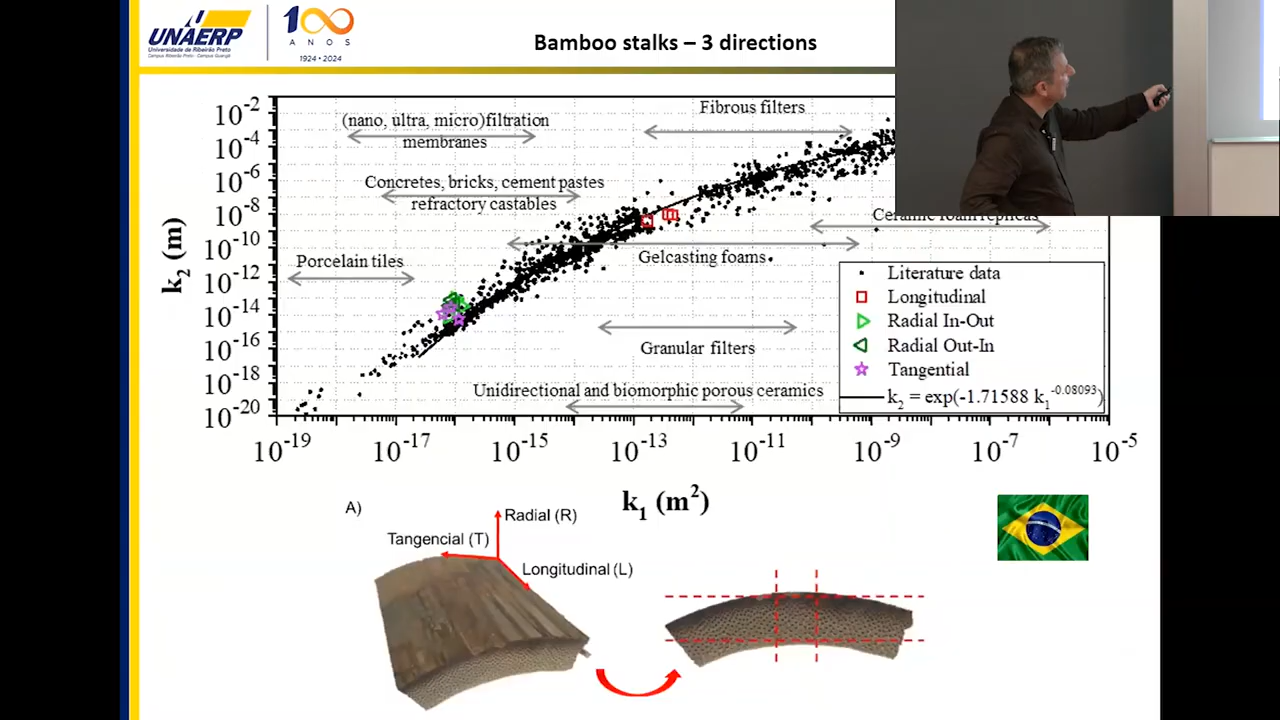 UNAERP
Universidade de Ribeirão Preto
Campus Ribeirão Preto - Campus Guarujá
100
ANOS
1924 • 2024
Bamboo stalks – 3 directions
k₂ (m)
10⁻²
10⁻⁴
10⁻⁶
10⁻⁸
10⁻¹⁰
10⁻¹²
10⁻¹⁴
10⁻¹⁶
10⁻¹⁸
10⁻²⁰
(nano, ultra, micro)filtration
membranes
Fibrous filters
Concretes, bricks, cement pastes
refractory castables
Ceramic foam replicas
Porcelain tiles
Gelcasting foams
Granular filters
Unidirectional and biomorphic porous ceramics
Literature data
Longitudinal
Radial In-Out
Radial Out-In
Tangential
k₂ = exp(-1.71588 k₁⁻⁰·⁰⁸⁰⁹³)
10⁻¹⁹ 10⁻¹⁷ 10⁻¹⁵ 10⁻¹³ 10⁻¹¹ 10⁻⁹ 10⁻⁷ 10⁻⁵
k₁ (m²)
A)
Radial (R)
Tangencial (T)
Longitudinal (L)